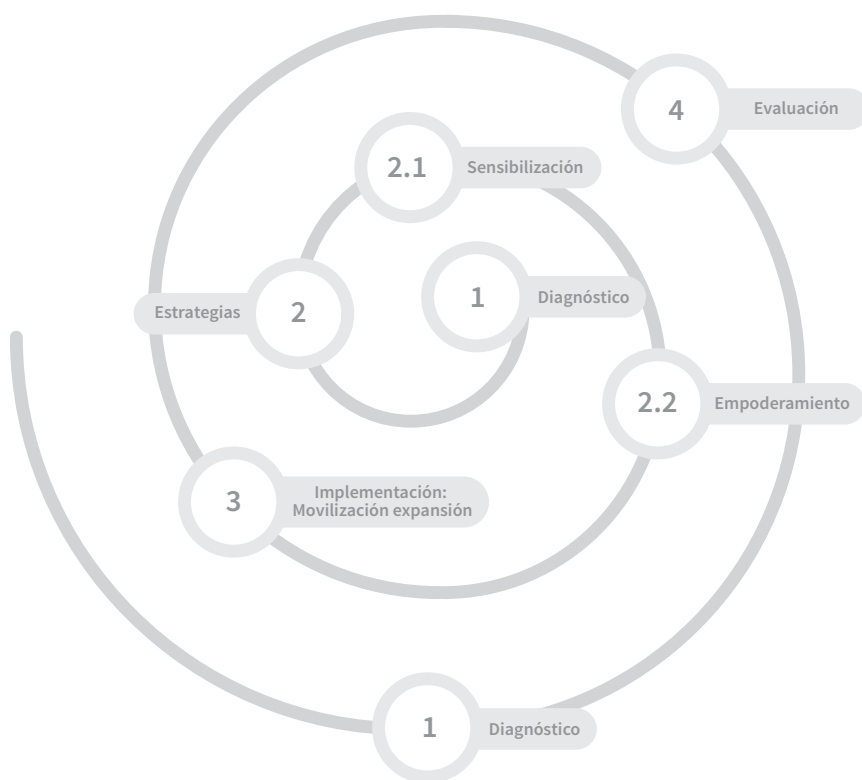 4
Evaluación
2.1
Sensibilización
1
Diagnóstico
2
Estrategias
2.2
Empoderamiento
3
Implementación:
Movilización expansión
1
Diagnóstico